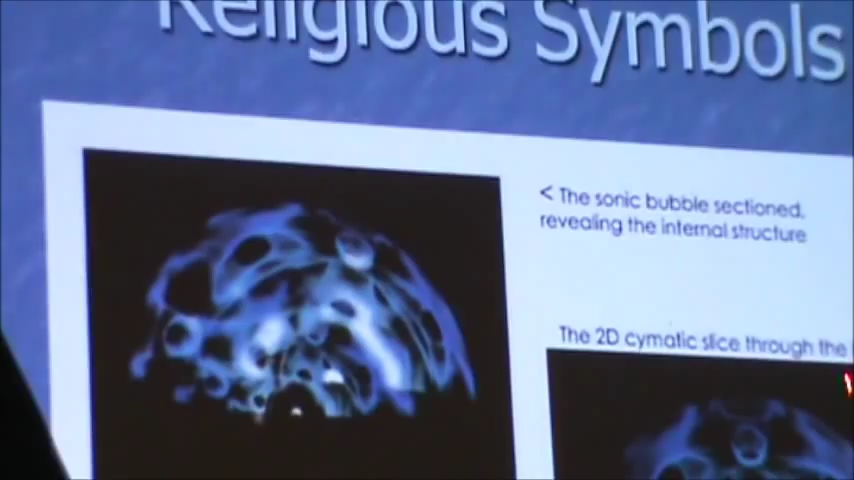 Religious Symbols
< The sonic bubble sectioned,
revealing the internal structure
The 2D cymatic slice through the